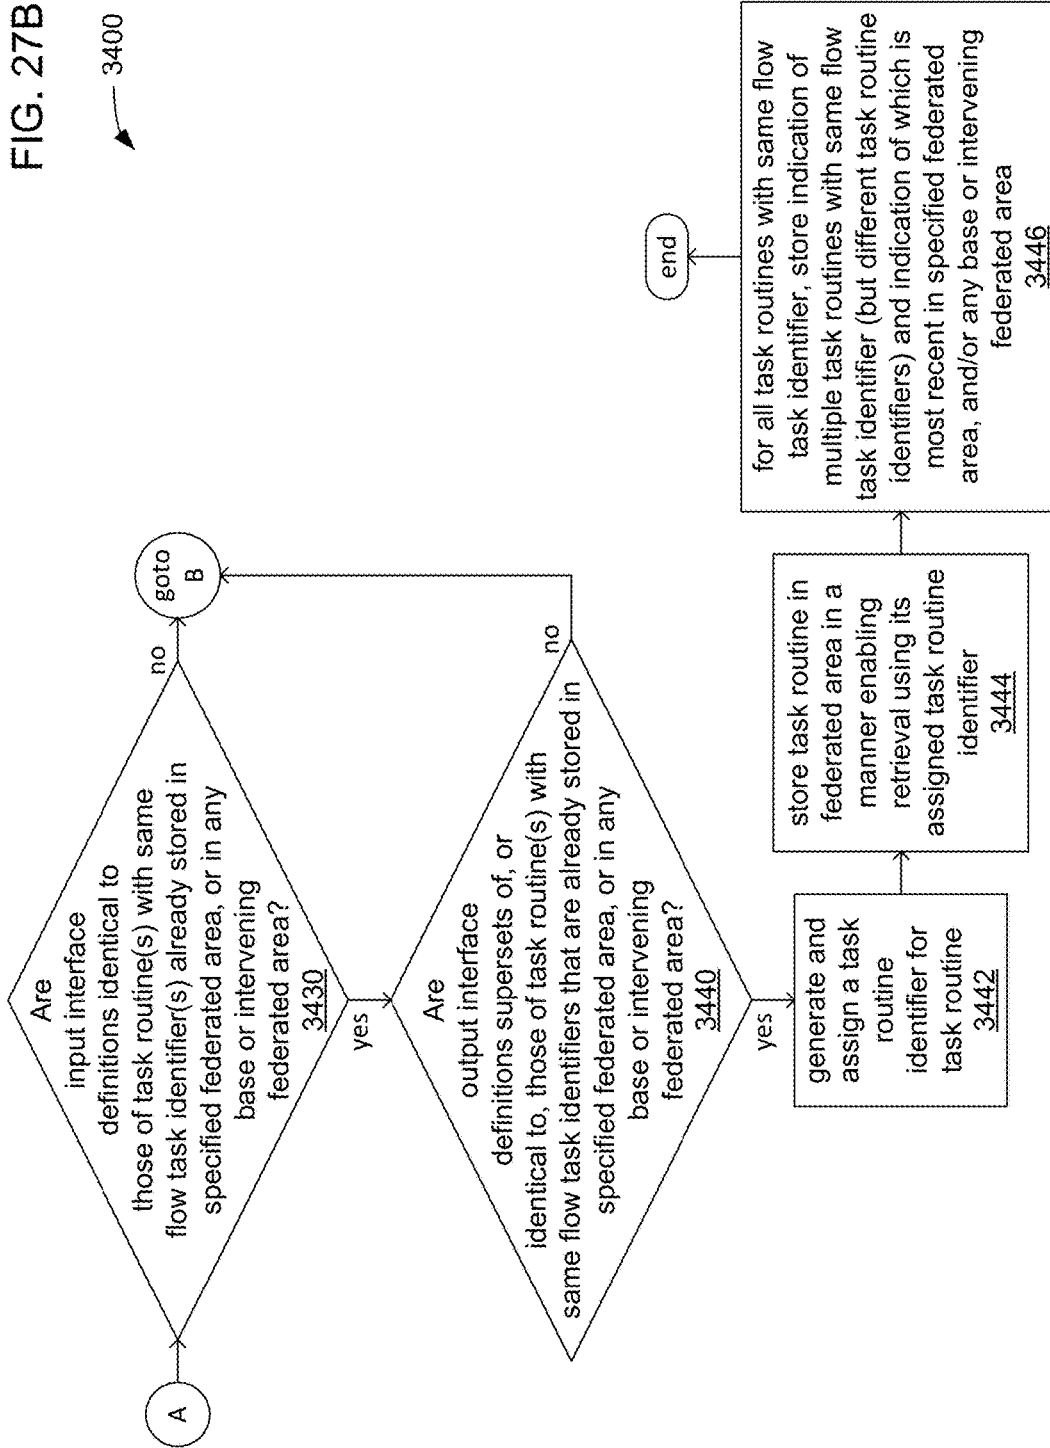 FIG. 27B
3400
A
Are
input interface
definitions identical to
those of task routine(s) with same
flow task identifier(s) already stored in
specified federated area, or in any
base or intervening
federated area?
3430
no
goto
B
yes
Are
output interface
definitions supersets of, or
identical to, those of task routine(s) with
same flow task identifiers that are already stored in
specified federated area, or in any
base or intervening
federated area?
3440
no
yes
generate and
assign a task
routine
identifier for
task routine
3442
store task routine in
federated area in a
manner enabling
retrieval using its
assigned task routine
identifier
3444
for all task routines with same flow
task identifier, store indication of
multiple task routines with same flow
task identifier (but different task routine
identifiers) and indication of which is
most recent in specified federated
area, and/or any base or intervening
federated area
3446
end